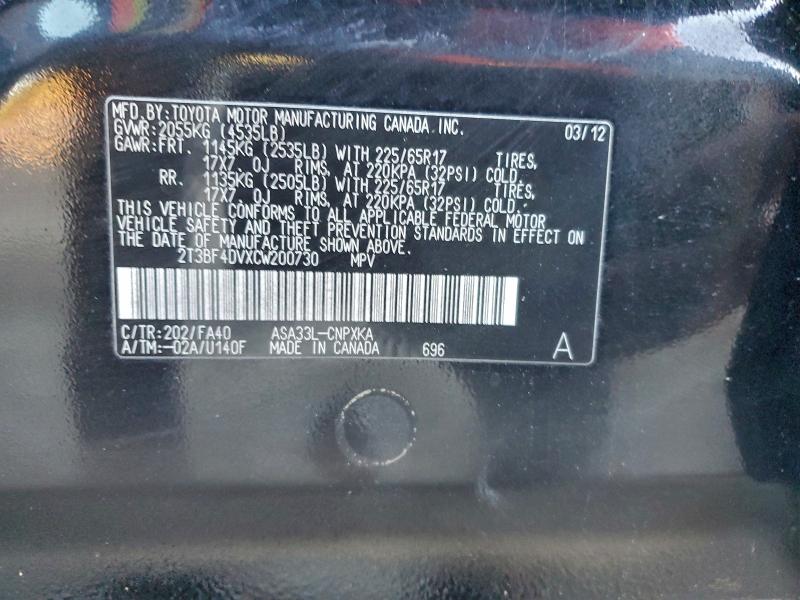 MFD.BY:TOYOTA MOTOR MANUFACTURING CANADA INC.
03/12
GVWR:2055KG (4535LB)
GAWR:FRT. 1145KG (2535LB) WITH 225/65R17 TIRES,
17X7.0J RIMS, AT 220KPA (32PSI) COLD.
RR. 1135KG (2505LB) WITH 225/65R17 TIRES,
17X7.0J RIMS, AT 220KPA (32PSI) COLD.
THIS VEHICLE CONFORMS TO ALL APPLICABLE FEDERAL MOTOR
VEHICLE SAFETY AND THEFT PREVENTION STANDARDS IN EFFECT ON
THE DATE OF MANUFACTURE SHOWN ABOVE.
2T3BF4DVXCW200730 MPV
C/TR:202/FA40 ASA33L-CNPXKA
A/TM:-02A/U140F MADE IN CANADA 696 A